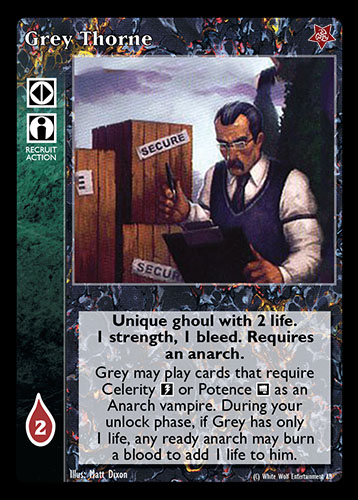 Grey Thorne
RECRUIT
ACTION
SECURE
SECURE
E
2
Unique ghoul with 2 life.
1 strength, 1 bleed. Requires
an anarch.
Grey may play cards that require
Celerity or Potence as an
Anarch vampire. During your
unlock phase, if Grey has only
1 life, any ready anarch may burn
a blood to add 1 life to him.
Illus: Matt Dixon
(C) White Wolf Entertainment AB